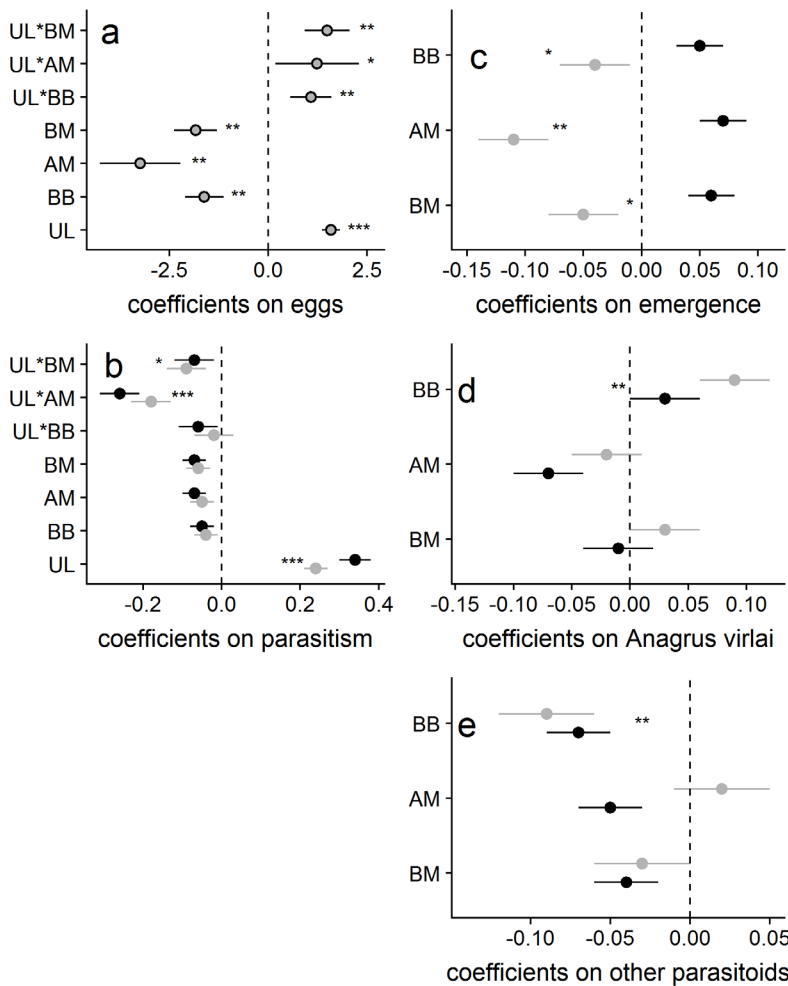 a
UL*BM **
UL*AM *
UL*BB **
BM **
AM **
BB **
UL ***
-2.5 0.0 2.5
coefficients on eggs
c
BB *
AM **
BM *
-0.15 -0.10 -0.05 0.00 0.05 0.10
coefficients on emergence
b
UL*BM *
UL*AM ***
UL*BB
BM
AM
BB
UL ***
-0.2 0.0 0.2 0.4
coefficients on parasitism
d
BB **
AM
BM
-0.15 -0.10 -0.05 0.00 0.05 0.10
coefficients on Anagrus virlai
e
BB **
AM
BM
-0.10 -0.05 0.00 0.05
coefficients on other parasitoids